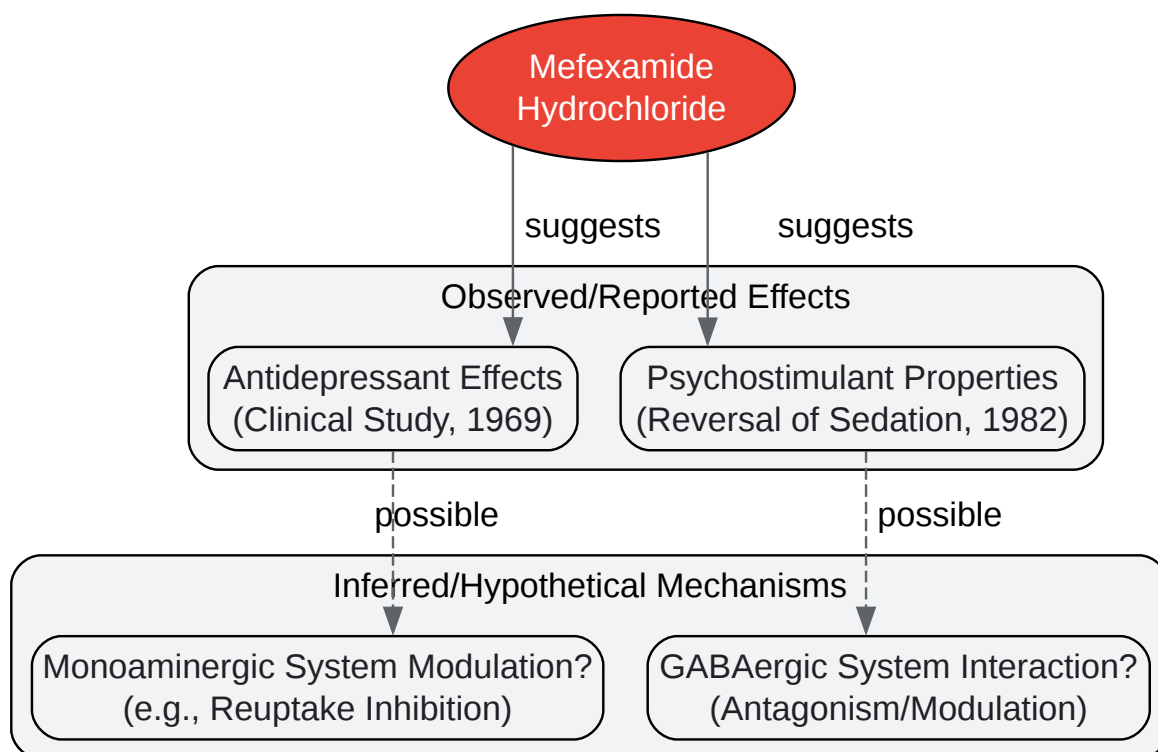 Mefexamide
Hydrochloride
suggests
suggests
Observed/Reported Effects
Antidepressant Effects
(Clinical Study, 1969)
Psychostimulant Properties
(Reversal of Sedation, 1982)
possible
possible
Inferred/Hypothetical Mechanisms
Monoaminergic System Modulation?
(e.g., Reuptake Inhibition)
GABAergic System Interaction?
(Antagonism/Modulation)